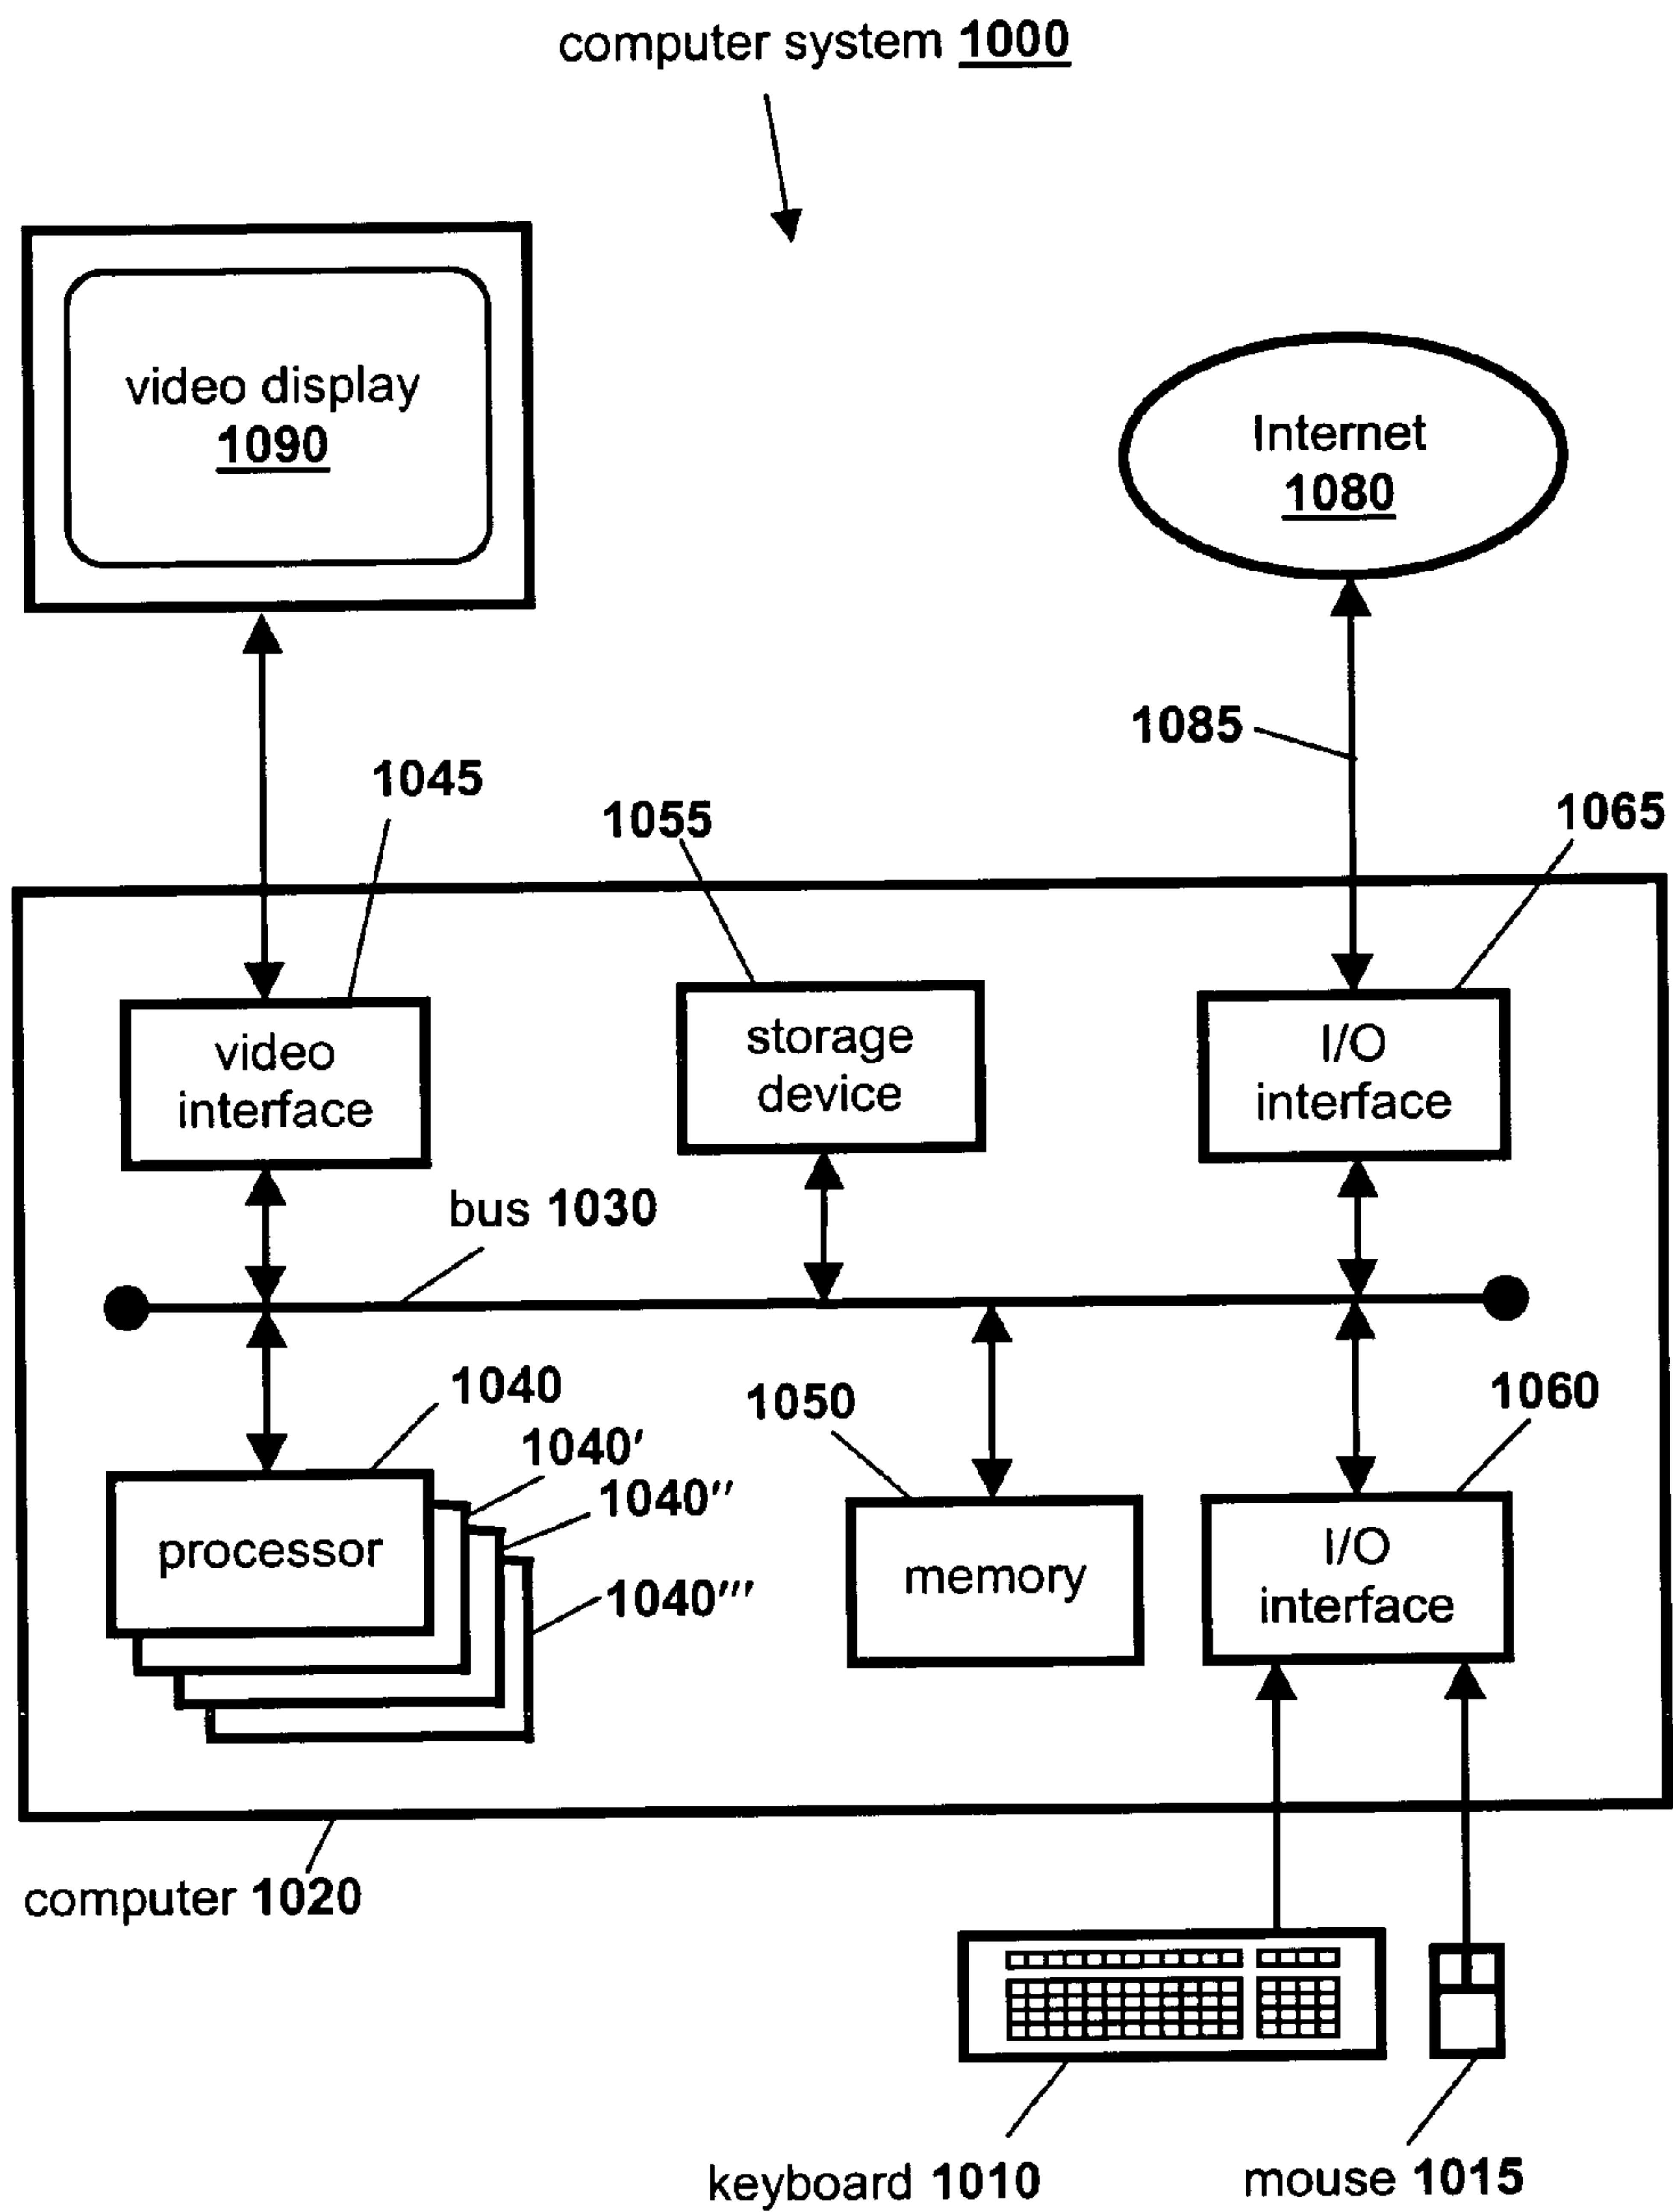 computer system 1000
video display
1090
Internet
1080
1085
1045
1055
1065
video
interface
storage
device
I/O
interface
bus 1030
1040
1040′
1040″
1040‴
1050
1060
processor
memory
I/O
interface
computer 1020
keyboard 1010
mouse 1015